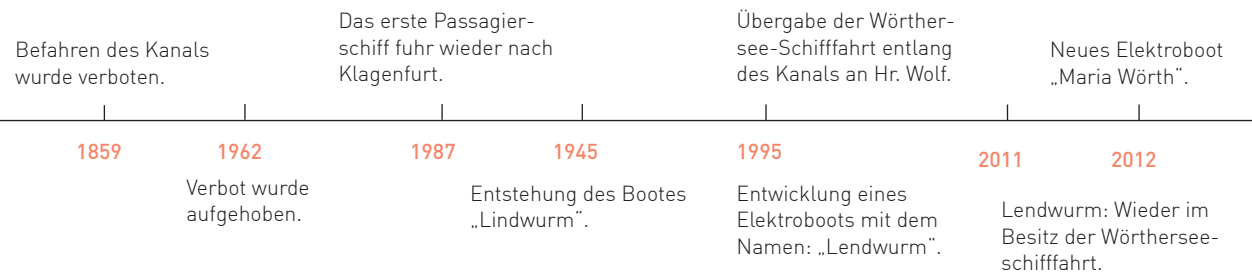 Befahren des Kanals
wurde verboten.
Das erste Passagier-
schiff fuhr wieder nach
Klagenfurt.
Übergabe der Wörther-
see-Schifffahrt entlang
des Kanals an Hr. Wolf.
Neues Elektroboot
„Maria Wörth“.
1859
1962
1987
1945
1995
2011
2012
Verbot wurde
aufgehoben.
Entstehung des Bootes
„Lindwurm“.
Entwicklung eines
Elektroboots mit dem
Namen: „Lendwurm“.
Lendwurm: Wieder im
Besitz der Wörthersee-
schifffahrt.